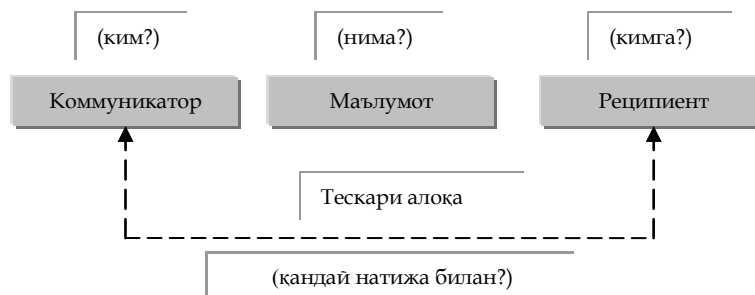 (ким?)
(нима?)
(кимга?)
Коммуникатор
Маълумот
Реципиент
Тескари алоқа
(қандай натижа билан?)